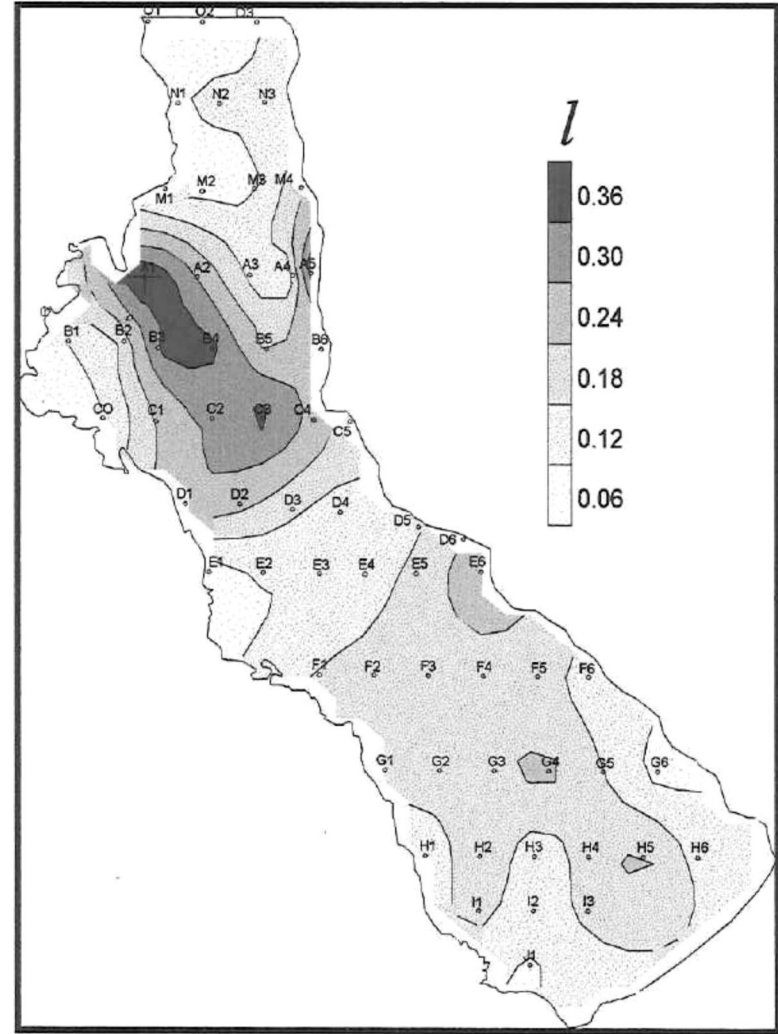 O1 O2 O3
N1 N2 N3
l
M1 M2 M3 M4
0.36
0.30
0.24
0.18
0.12
0.06
A1 A2 A3 A4 A5
B1 B2 B3 B4 B5 B6
CO C1 C2 C3 C4 C5
D1 D2 D3 D4 D5 D6
E1 E2 E3 E4 E5 E6
F1 F2 F3 F4 F5 F6
G1 G2 G3 G4 G5 G6
H1 H2 H3 H4 H5 H6
I1 I2 I3
J1